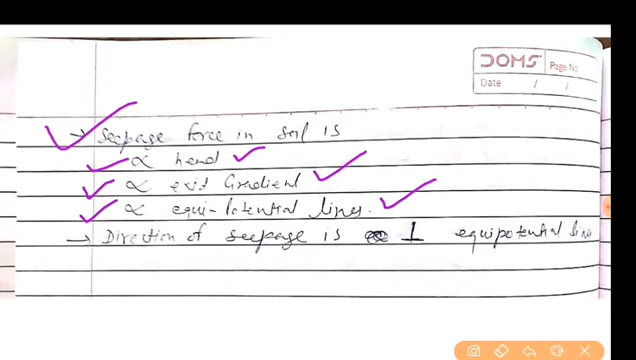 DOMS Page No.
Date / /
→ Seepage force in soil is
∝ head
∝ exit Gradient
∝ equi-potential lines.
→ Direction of seepage is ⊥ equipotential lines